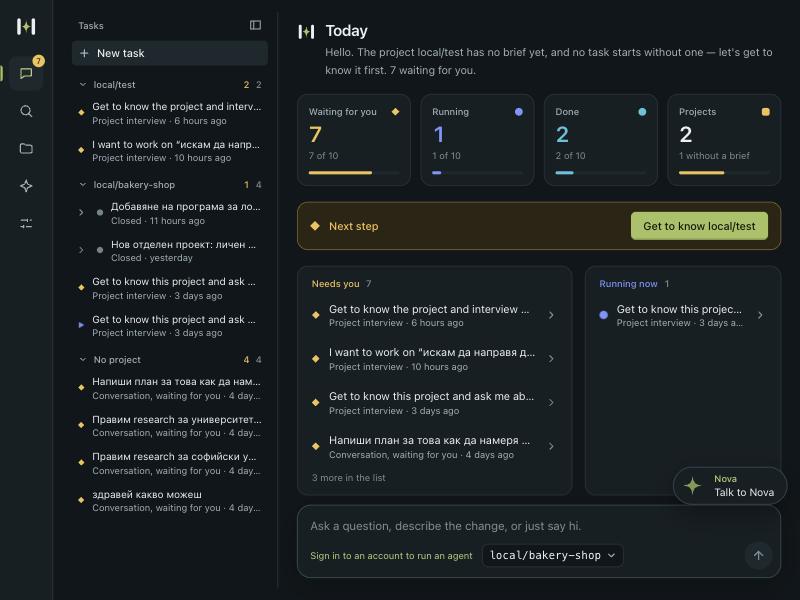 7
Tasks
New task
local/test 2 2
Get to know the project and interv...
Project interview · 6 hours ago
I want to work on “искам да напр...
Project interview · 10 hours ago
local/bakery-shop 1 4
Добавяне на програма за ло...
Closed · 11 hours ago
Нов отделен проект: личен ...
Closed · yesterday
Get to know this project and ask ...
Project interview · 3 days ago
Get to know this project and ask ...
Project interview · 3 days ago
No project 4 4
Напиши план за това как да нам...
Conversation, waiting for you · 4 day...
Правим research за университет...
Conversation, waiting for you · 4 day...
Правим research за софийски у...
Conversation, waiting for you · 4 day...
здравей какво можеш
Conversation, waiting for you · 4 day...
Today
Hello. The project local/test has no brief yet, and no task starts without one — let's get to
know it first. 7 waiting for you.
Waiting for you
7
7 of 10
Running
1
1 of 10
Done
2
2 of 10
Projects
2
1 without a brief
Next step
Get to know local/test
Needs you 7
Get to know the project and interview ...
Project interview · 6 hours ago
I want to work on “искам да направя д...
Project interview · 10 hours ago
Get to know this project and ask me ab...
Project interview · 3 days ago
Напиши план за това как да намеря ...
Conversation, waiting for you · 4 days ago
3 more in the list
Running now 1
Get to know this projec...
Project interview · 3 days a...
Nova
Talk to Nova
Ask a question, describe the change, or just say hi.
Sign in to an account to run an agent
local/bakery-shop